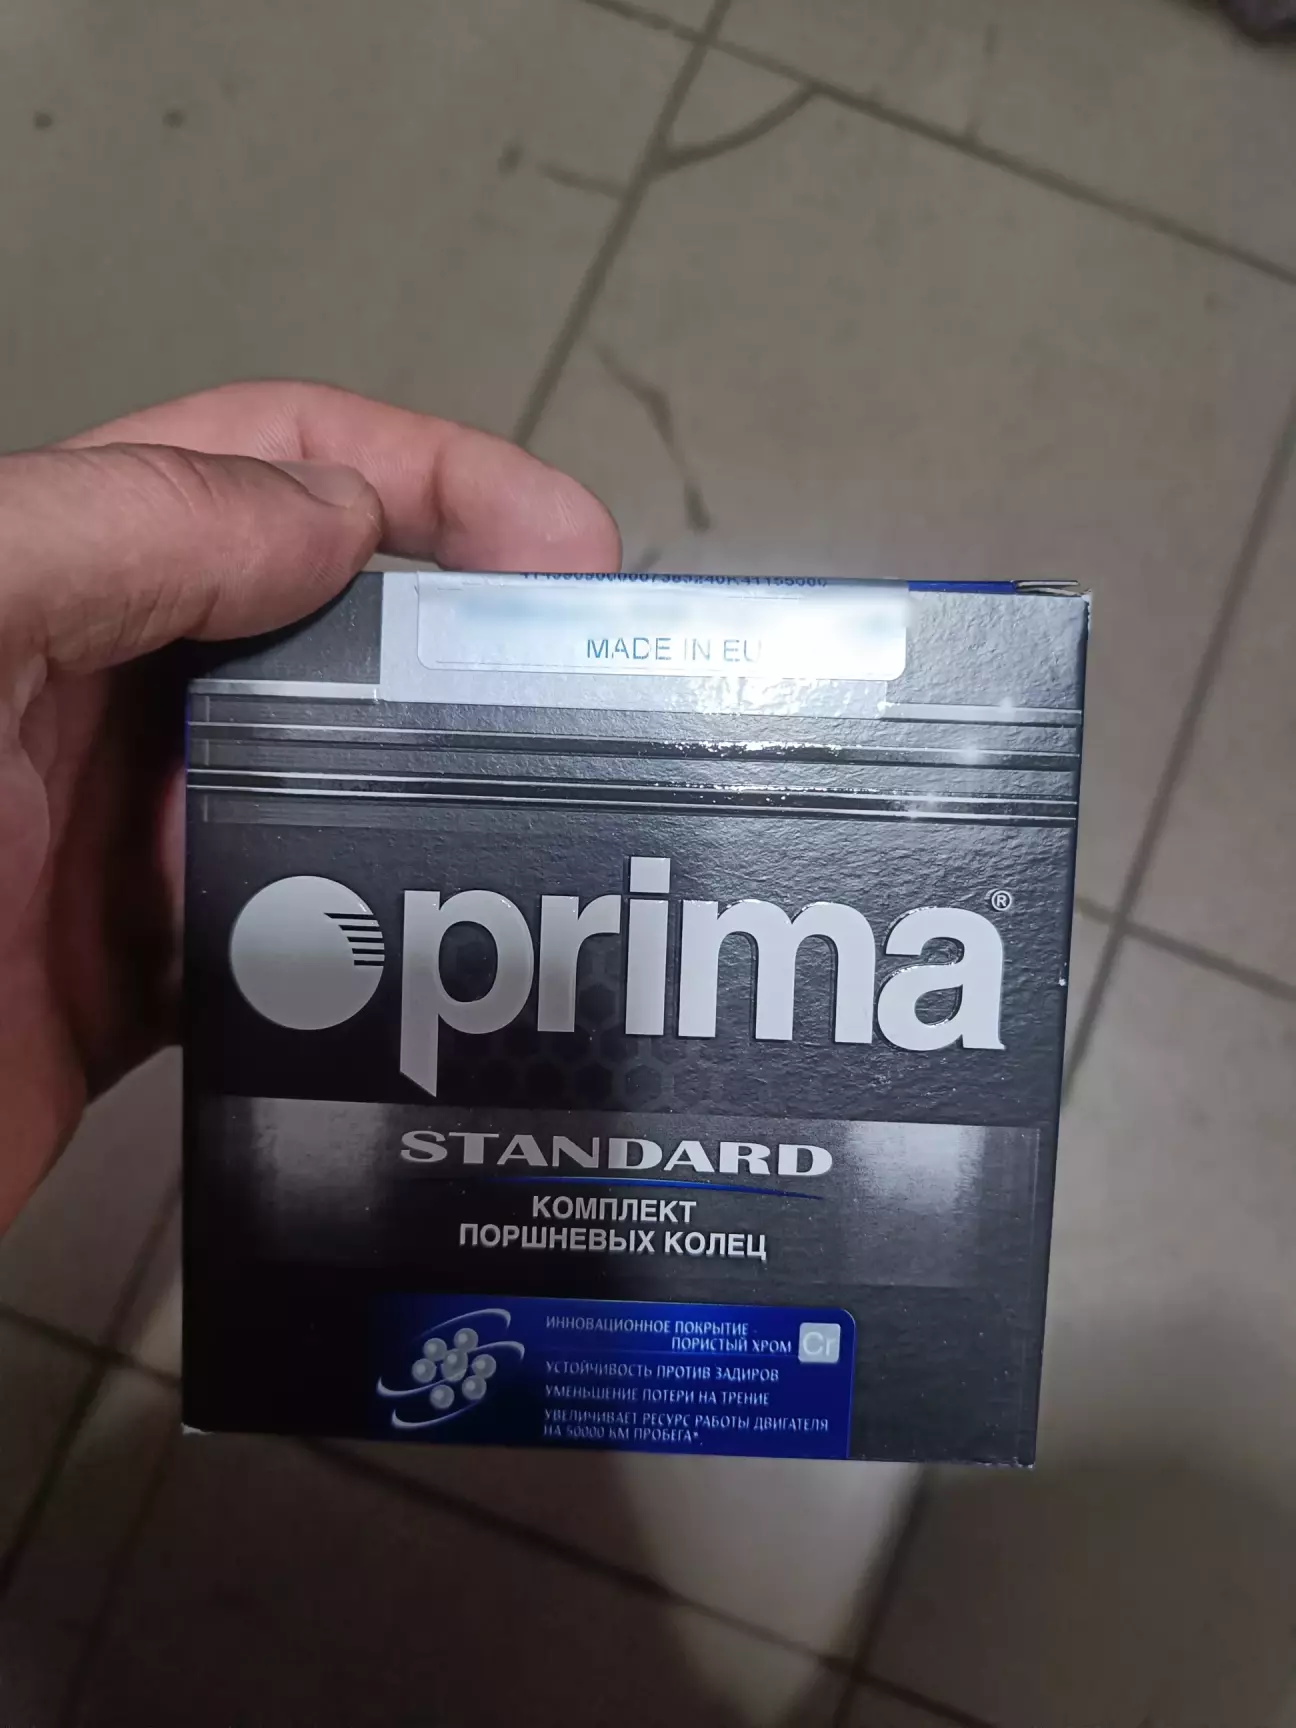 MADE IN EU
prima®
STANDARD
КОМПЛЕКТ
ПОРШНЕВЫХ КОЛЕЦ
ИННОВАЦИОННОЕ ПОКРЫТИЕ -
ПОРИСТЫЙ ХРОМ Cr
УСТОЙЧИВОСТЬ ПРОТИВ ЗАДИРОВ
УМЕНЬШЕНИЕ ПОТЕРИ НА ТРЕНИЕ
УВЕЛИЧИВАЕТ РЕСУРС РАБОТЫ ДВИГАТЕЛЯ
НА 50000 КМ ПРОБЕГА*